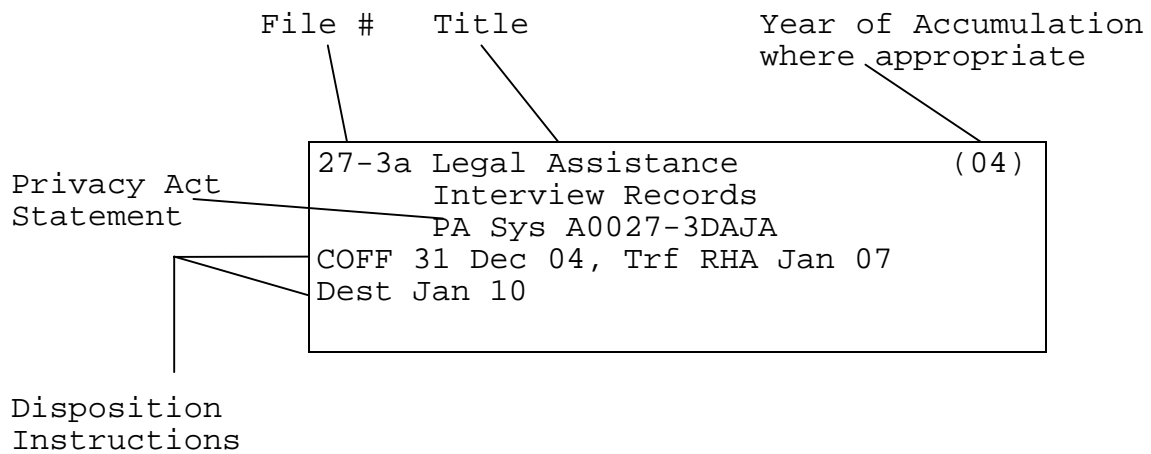 File # Title Year of Accumulation
where appropriate
27-3a Legal Assistance (04)
Interview Records
PA Sys A0027-3DAJA
COFF 31 Dec 04, Trf RHA Jan 07
Dest Jan 10
Privacy Act
Statement
Disposition
Instructions